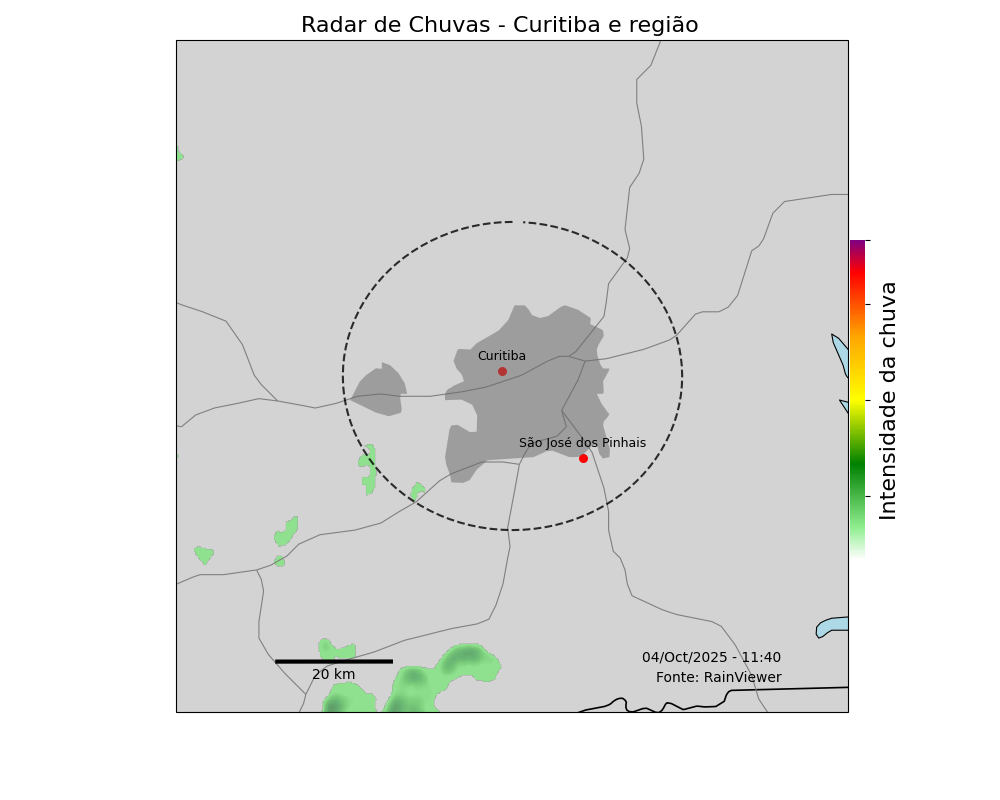 Radar de Chuvas - Curitiba e região
Curitiba
São José dos Pinhais
Intensidade da chuva
04/Oct/2025 - 11:40
Fonte: RainViewer
20 km